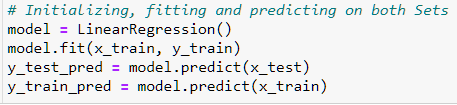 # Initializing, fitting and predicting on both Sets
model = LinearRegression()
model.fit(x_train, y_train)
y_test_pred = model.predict(x_test)
y_train_pred = model.predict(x_train)